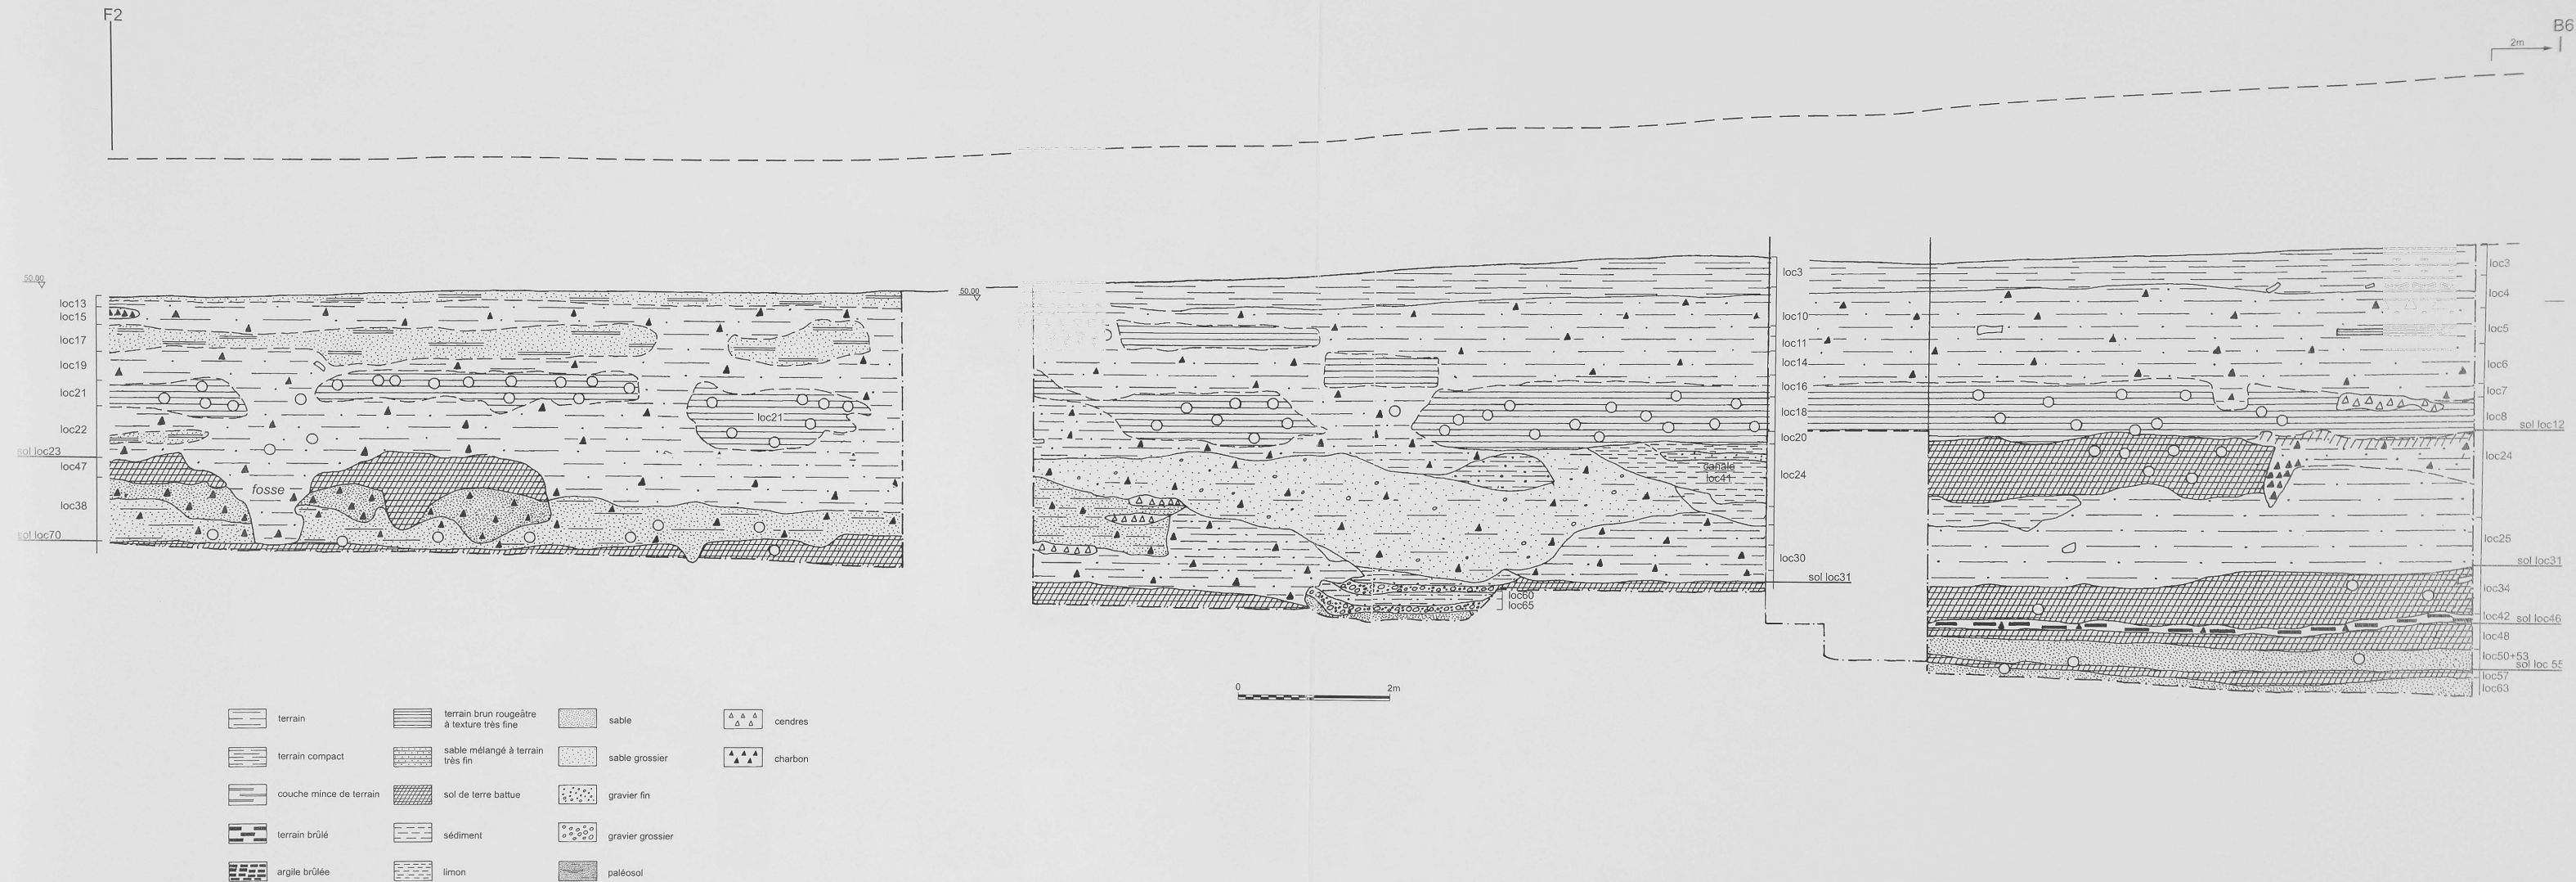 F2
B6
2m
50.00
50.00
loc13
loc15
loc17
loc19
loc21
loc22
sol loc23
loc47
loc38
sol loc70
fosse
loc21
canale
loc41
loc60
loc65
loc3
loc10
loc11
loc14
loc16
loc18
loc20
loc24
loc30
sol loc31
loc3
loc4
loc5
loc6
loc7
loc8
sol loc12
loc24
loc25
sol loc31
loc34
loc42 sol loc46
loc48
loc50+53
sol loc 55
loc57
loc63
0 2m
terrain
terrain compact
couche mince de terrain
terrain brûlé
argile brûlée
terrain brun rougeâtre
à texture très fine
sable mélangé à terrain
très fin
sol de terre battue
sédiment
limon
sable
sable grossier
gravier fin
gravier grossier
paléosol
cendres
charbon